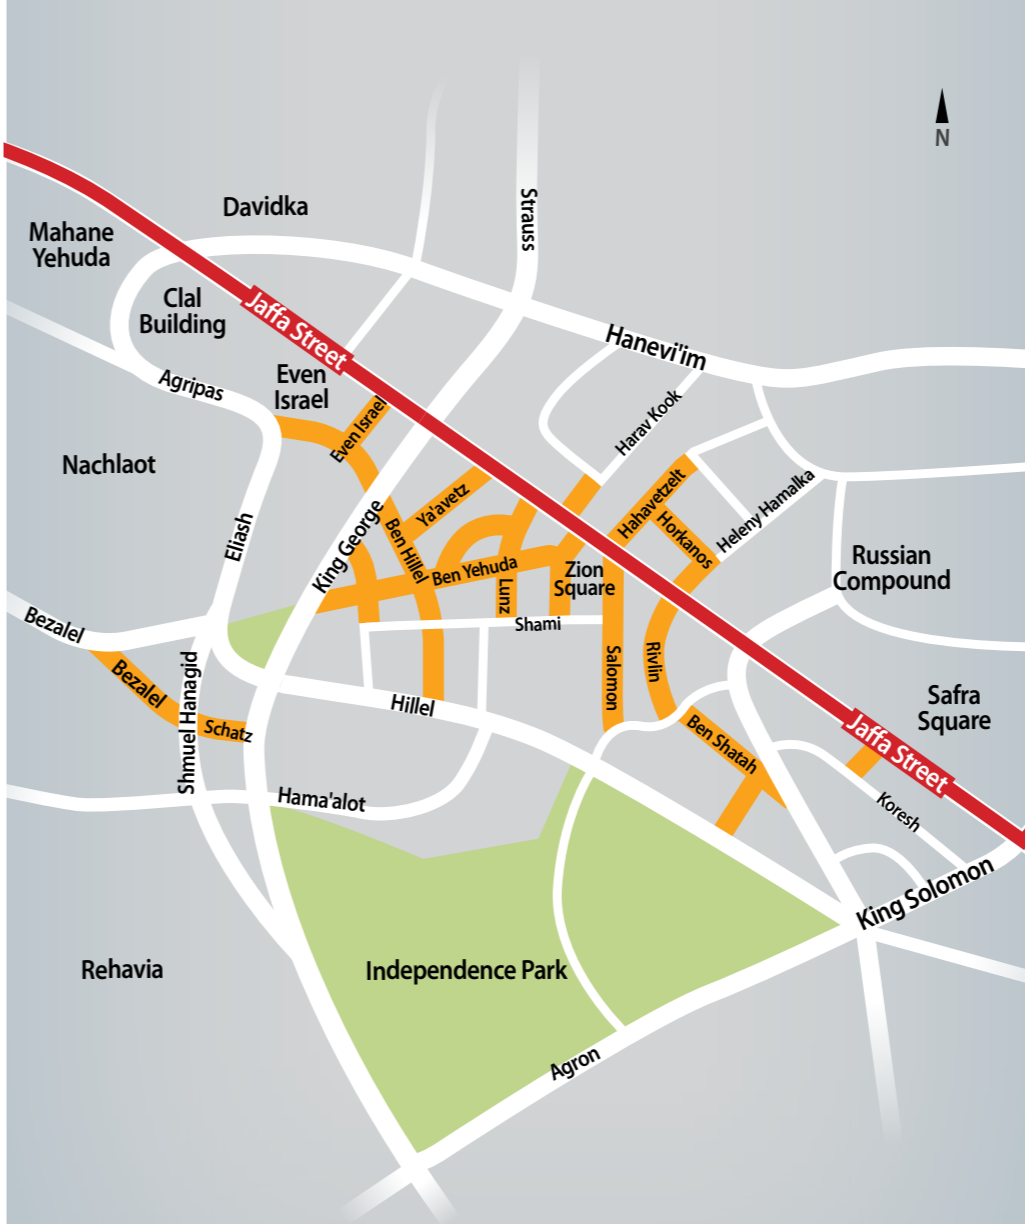 N
Strauss
Davidka
Mahane
Yehuda
Clal
Building
Jaffa Street
Hanevi'im
Even
Israel
Agripas
Even Israel
Harav Kook
Nachlaot
Ya'avetz
Hahavetzelt
Heleny Hamalka
Horkanos
King George
Ben Hillel
Eliash
Ben Yehuda
Lunz
Zion
Square
Russian
Compound
Bezalel
Shami
Bezalel
Shmuel Hanagid
Schatz
Hillel
Salomon
Rivlin
Ben Shatah
Safra
Square
Jaffa Street
Hama'alot
Koresh
King Solomon
Rehavia
Independence Park
Agron